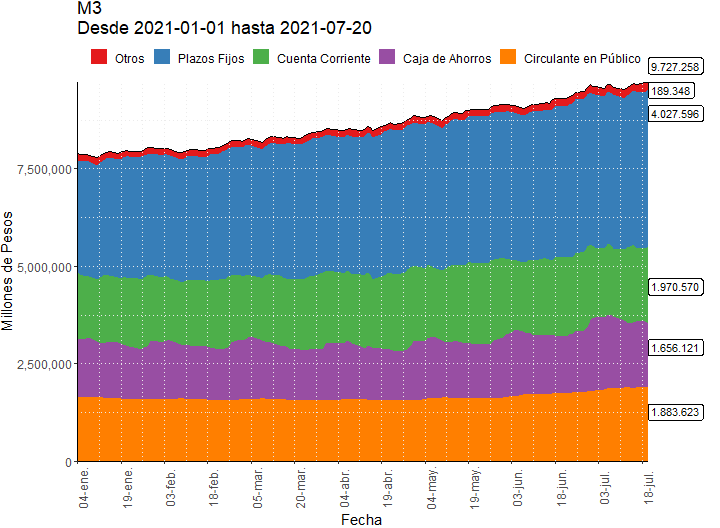 M3
Desde 2021-01-01 hasta 2021-07-20
Otros Plazos Fijos Cuenta Corriente Caja de Ahorros Circulante en Público
9.727.258
189.348
4.027.596
1.970.570
1.656.121
1.883.623
Millones de Pesos
7,500,000
5,000,000
2,500,000
0
04-ene. 19-ene. 03-feb. 18-feb. 05-mar. 20-mar. 04-abr. 19-abr. 04-may. 19-may. 03-jun. 18-jun. 03-jul. 18-jul.
Fecha